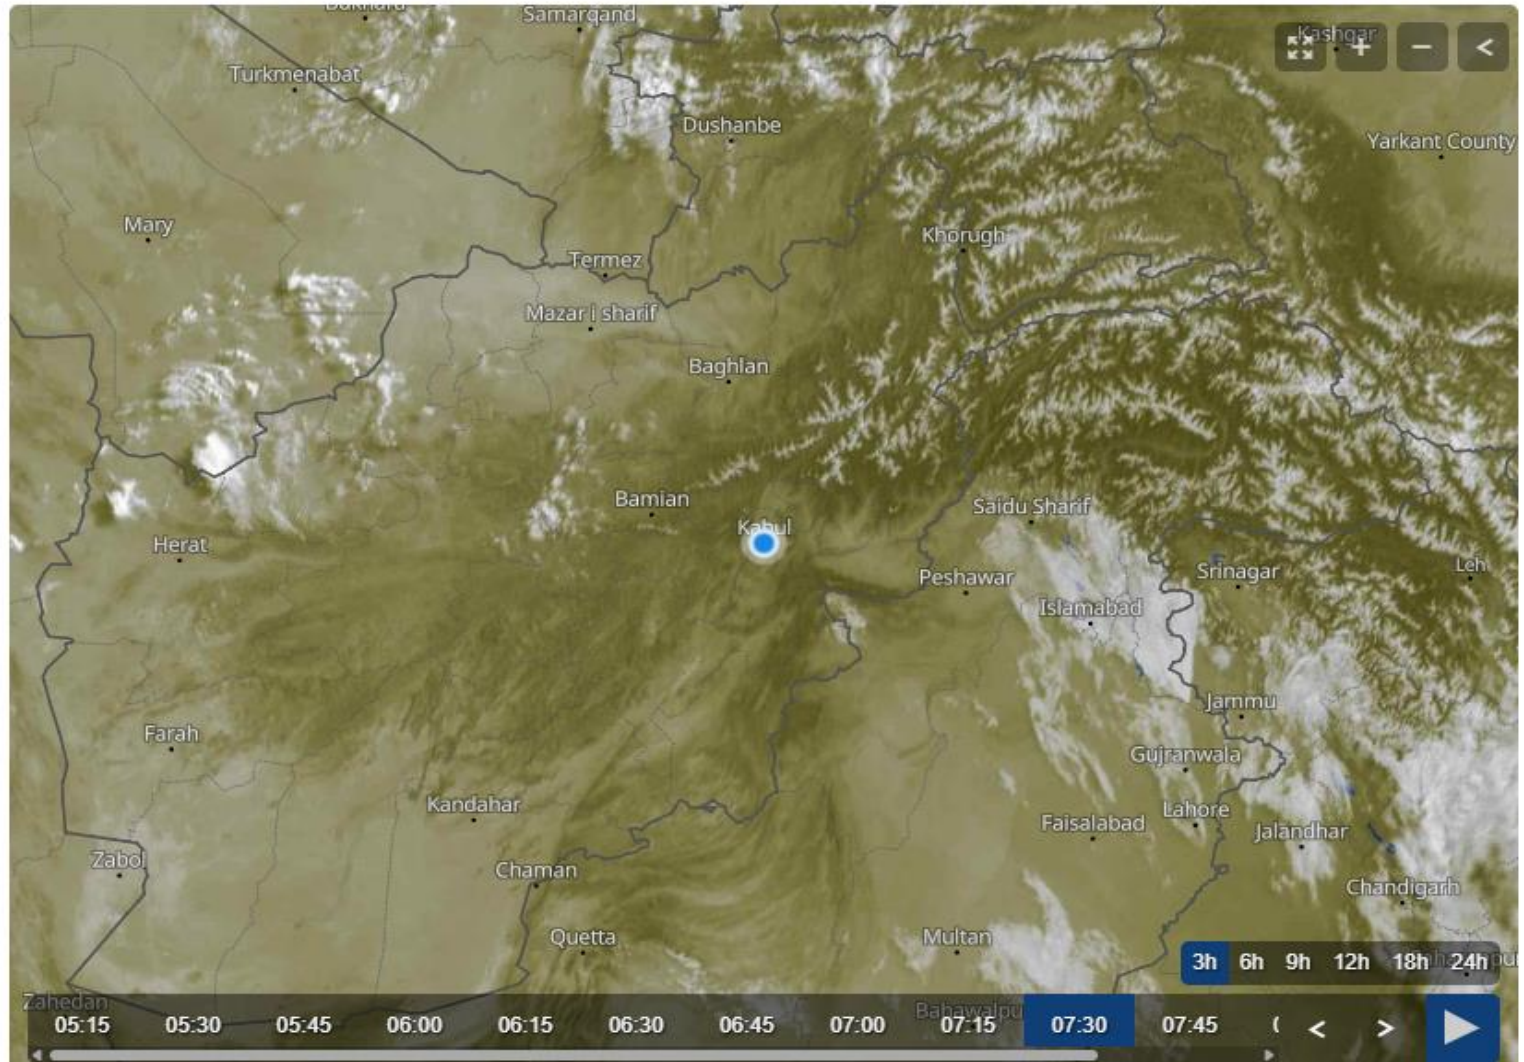 Samarqand
Kashgar
+ − <
Turkmenabat
Dushanbe
Yarkant County
Mary
Khorugh
Termez
Mazar i sharif
Baghlan
Bamian
Saidu Sharif
Kabul
Herat
Peshawar
Srinagar
Leh
Islamabad
Jammu
Farah
Gujranwala
Kandahar
Faisalabad
Lahore
Jalandhar
Zabol
Chaman
Chandigarh
Quetta
Multan
3h 6h 9h 12h 18h 24h
Zahedan
05:15 05:30 05:45 06:00 06:15 06:30 06:45 07:00 07:15 07:30 07:45 < >